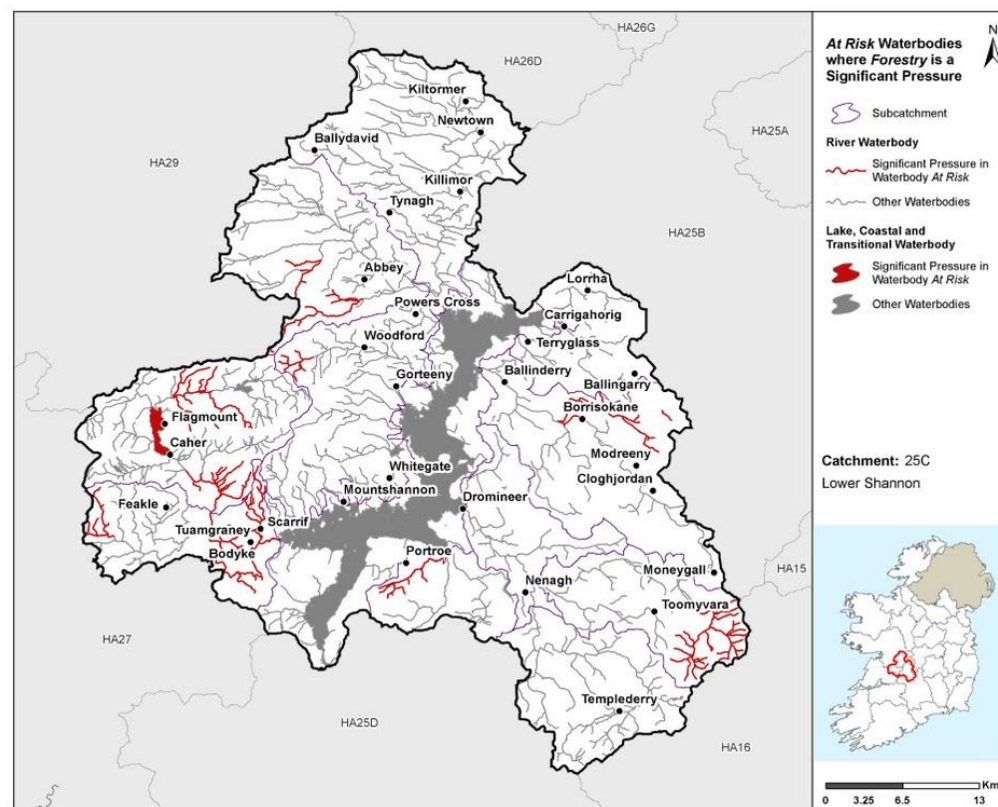 HA26G
HA26D
HA25A
HA29
HA25B
HA15
HA27
HA25D
HA16
Kiltormer
Newtown
Ballydavid
Killimor
Tynagh
Abbey
Lorrha
Powers Cross
Carrigahorig
Woodford
Terryglass
Gorteeny
Ballinderry
Ballingarry
Flagmount
Borrisokane
Caher
Modreeny
Whitegate
Cloghjordan
Mountshannon
Dromineer
Feakle
Scarrif
Tuamgraney
Bodyke
Portroe
Moneygall
Nenagh
Toomyvara
Templederry
N
At Risk Waterbodies
where Forestry is a
Significant Pressure
Subcatchment
River Waterbody
Significant Pressure in
Waterbody At Risk
Other Waterbodies
Lake, Coastal and
Transitional Waterbody
Significant Pressure in
Waterbody At Risk
Other Waterbodies
Catchment: 25C
Lower Shannon
Km
0 3.25 6.5 13